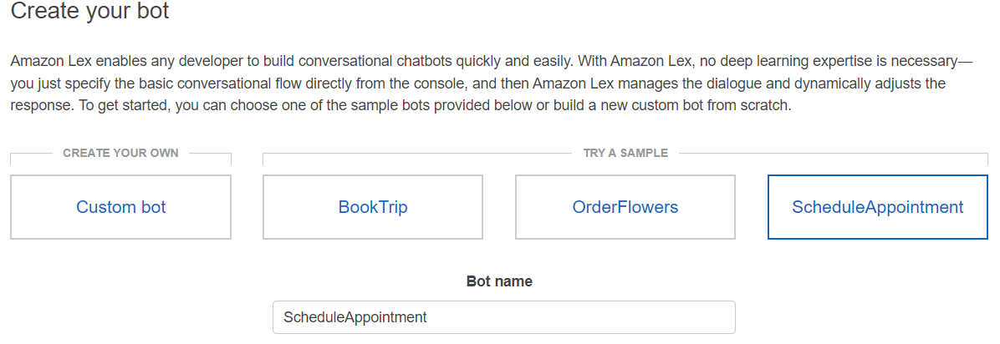 Create your bot
Amazon Lex enables any developer to build conversational chatbots quickly and easily. With Amazon Lex, no deep learning expertise is necessary—
you just specify the basic conversational flow directly from the console, and then Amazon Lex manages the dialogue and dynamically adjusts the
response. To get started, you can choose one of the sample bots provided below or build a new custom bot from scratch.
CREATE YOUR OWN
TRY A SAMPLE
Custom bot
BookTrip
OrderFlowers
ScheduleAppointment
Bot name
ScheduleAppointment